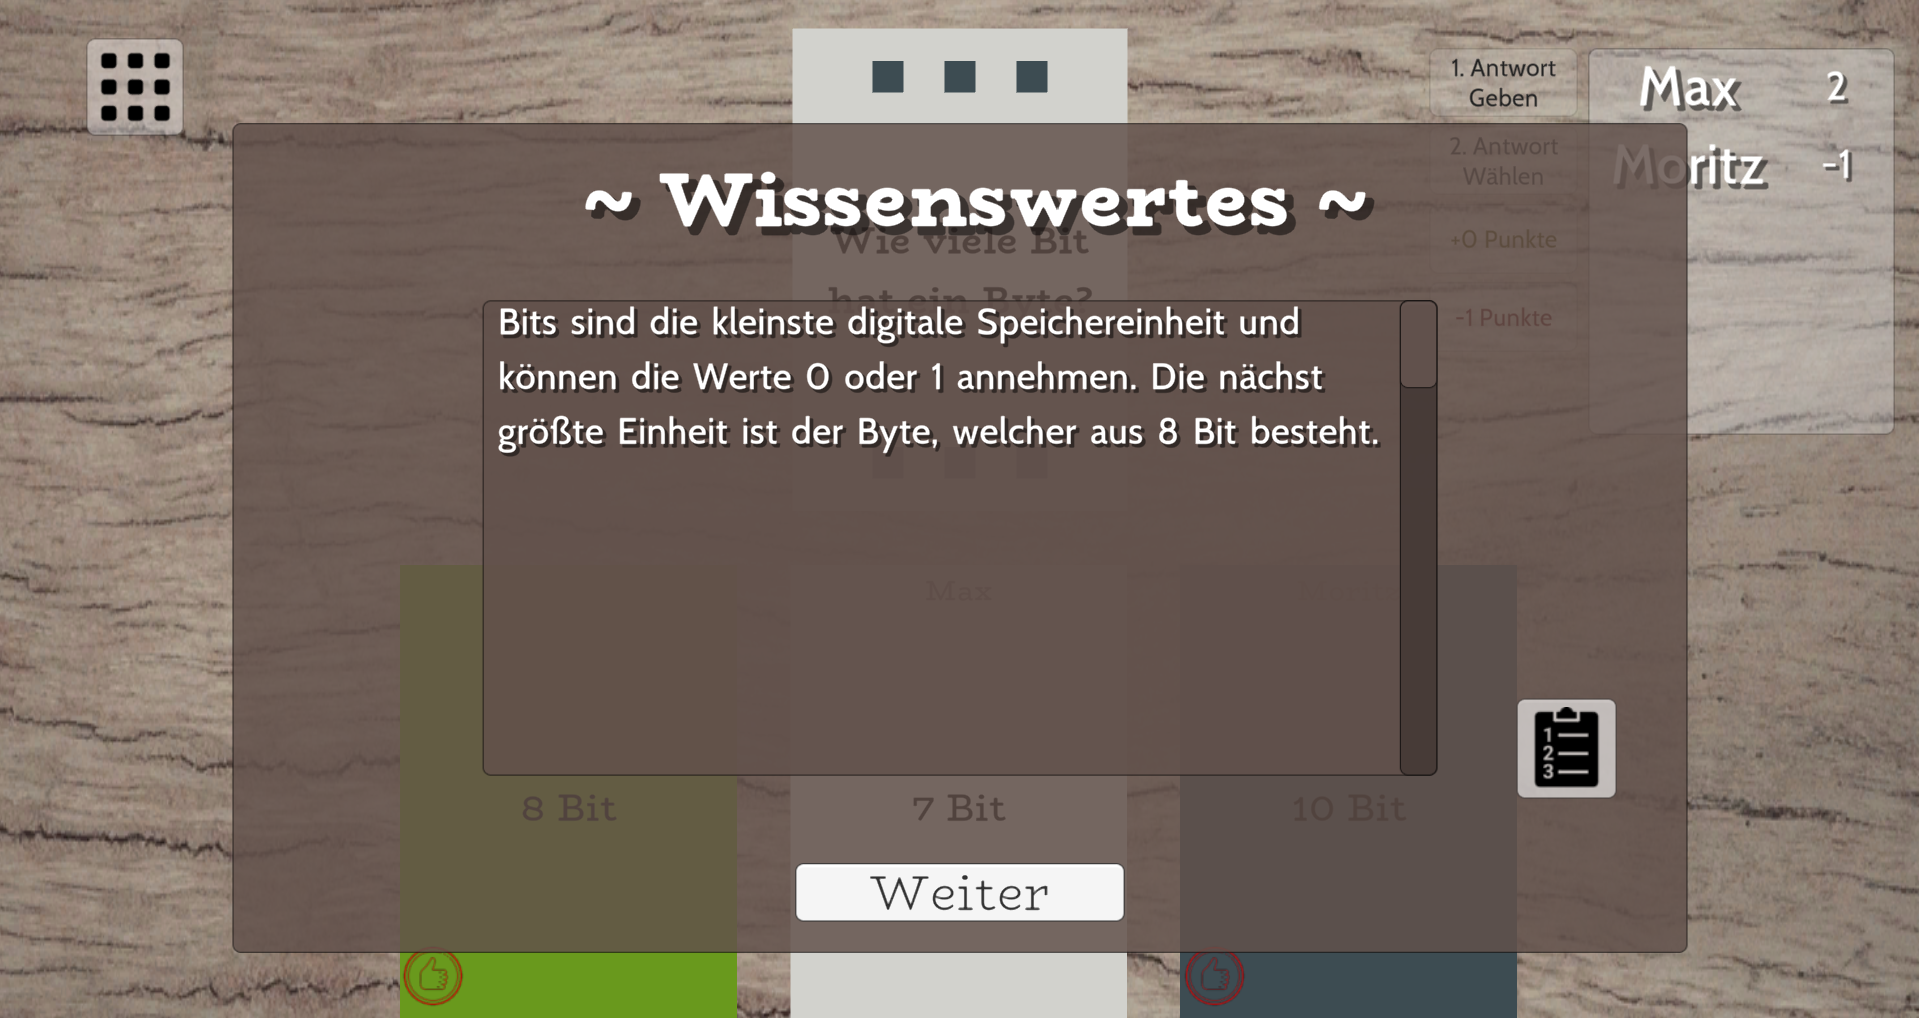 1. Antwort
Geben
Max 2
2. Antwort
Wählen
Moritz -1
~ Wissenswertes ~
Wie viele Bit
hat ein Byte?
+0 Punkte
-1 Punkte
Bits sind die kleinste digitale Speichereinheit und
können die Werte 0 oder 1 annehmen. Die nächst
größte Einheit ist der Byte, welcher aus 8 Bit besteht.
Max
1
2
3
8 Bit
7 Bit
10 Bit
Weiter